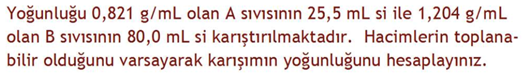 Yoğunluğu 0,821 g/mL olan A sıvısının 25,5 mL si ile 1,204 g/mL
olan B sıvısının 80,0 mL si karıştırılmaktadır. Hacimlerin toplana-
bilir olduğunu varsayarak karışımın yoğunluğunu hesaplayınız.